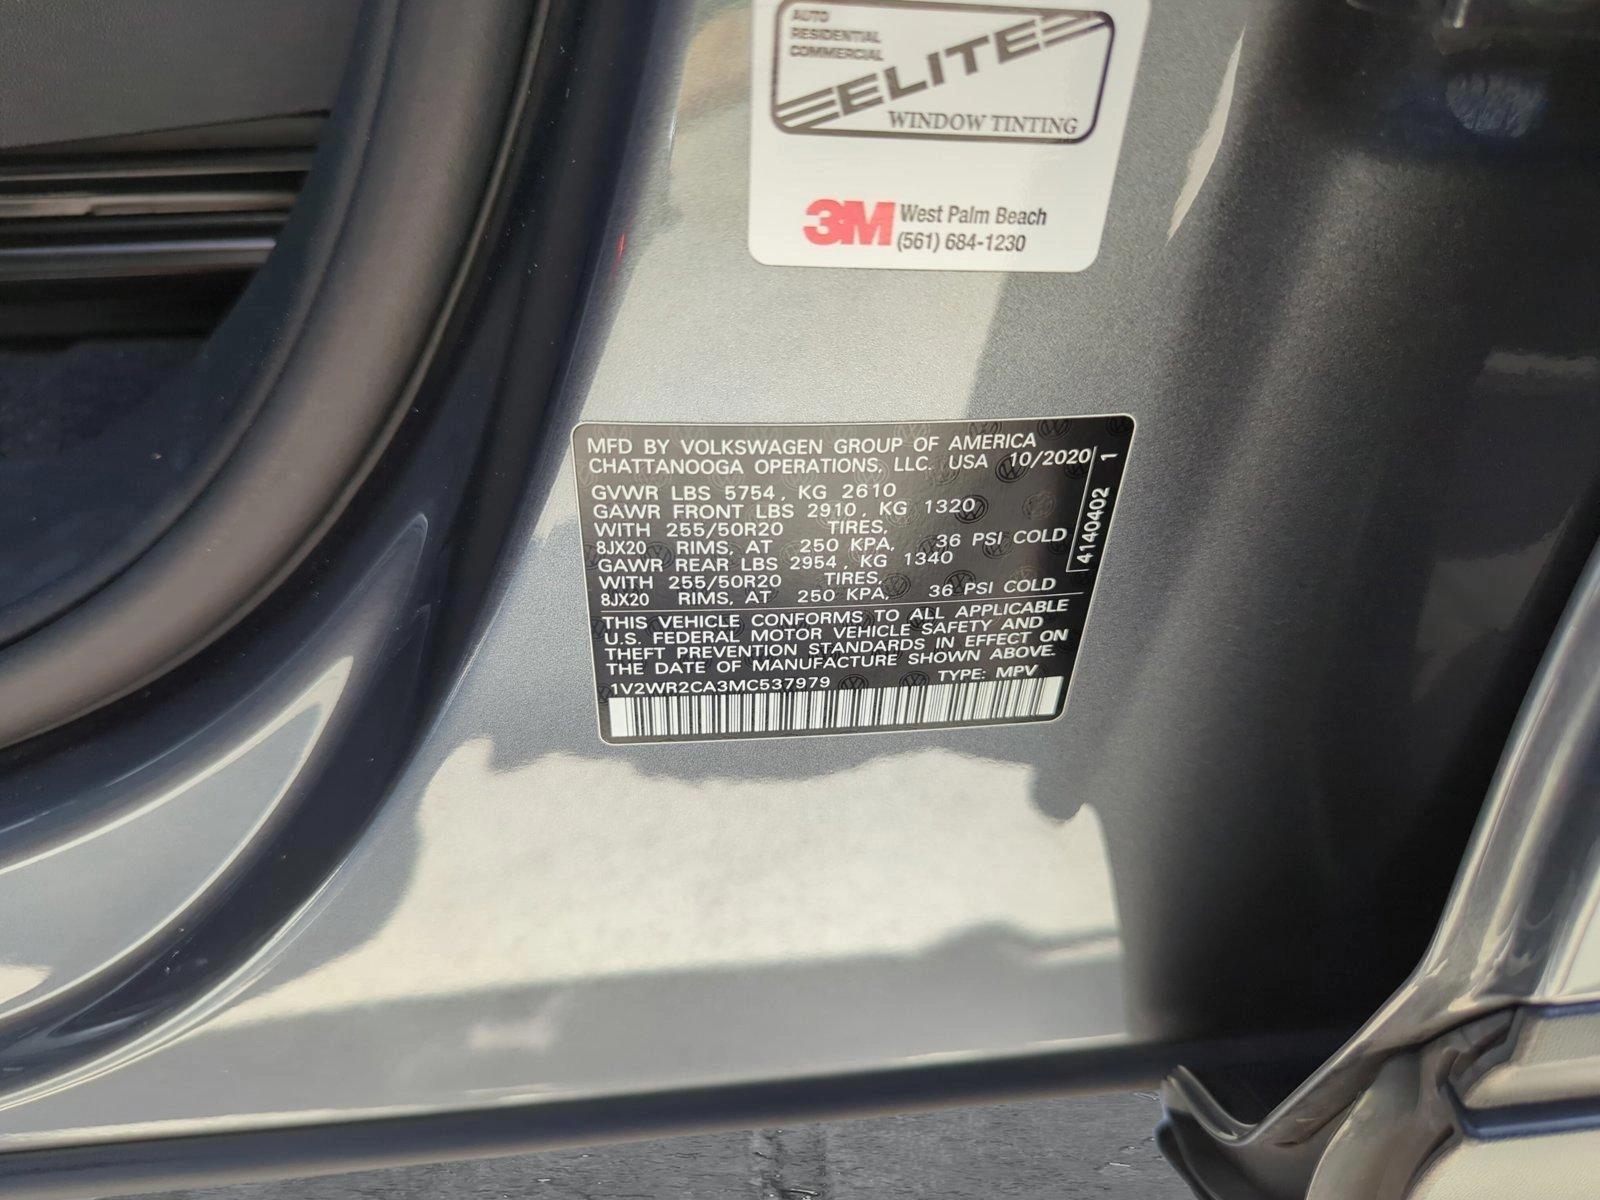 AUTO
RESIDENTIAL
COMMERCIAL
ELITE
WINDOW TINTING
3M West Palm Beach
(561) 684-1230
MFD BY VOLKSWAGEN GROUP OF AMERICA
CHATTANOOGA OPERATIONS, LLC. USA 10/2020
GVWR LBS 5754, KG 2610
GAWR FRONT LBS 2910, KG 1320
WITH 255/50R20 TIRES,
8JX20 RIMS, AT 250 KPA, 36 PSI COLD
GAWR REAR LBS 2954, KG 1340
WITH 255/50R20 TIRES,
8JX20 RIMS, AT 250 KPA, 36 PSI COLD
THIS VEHICLE CONFORMS TO ALL APPLICABLE
U.S. FEDERAL MOTOR VEHICLE SAFETY AND
THEFT PREVENTION STANDARDS IN EFFECT ON
THE DATE OF MANUFACTURE SHOWN ABOVE.
1V2WR2CA3MC537979 TYPE: MPV
4140402 1